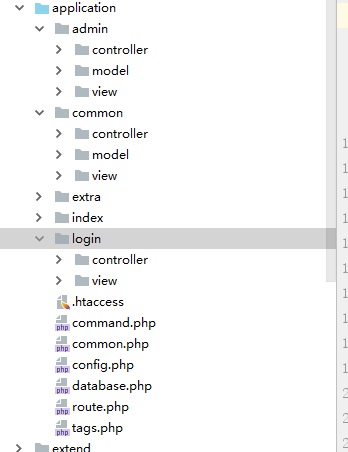 application
admin
controller
model
view
common
controller
model
view
extra
index
login
controller
view
.htaccess
command.php
common.php
config.php
database.php
route.php
tags.php
extend